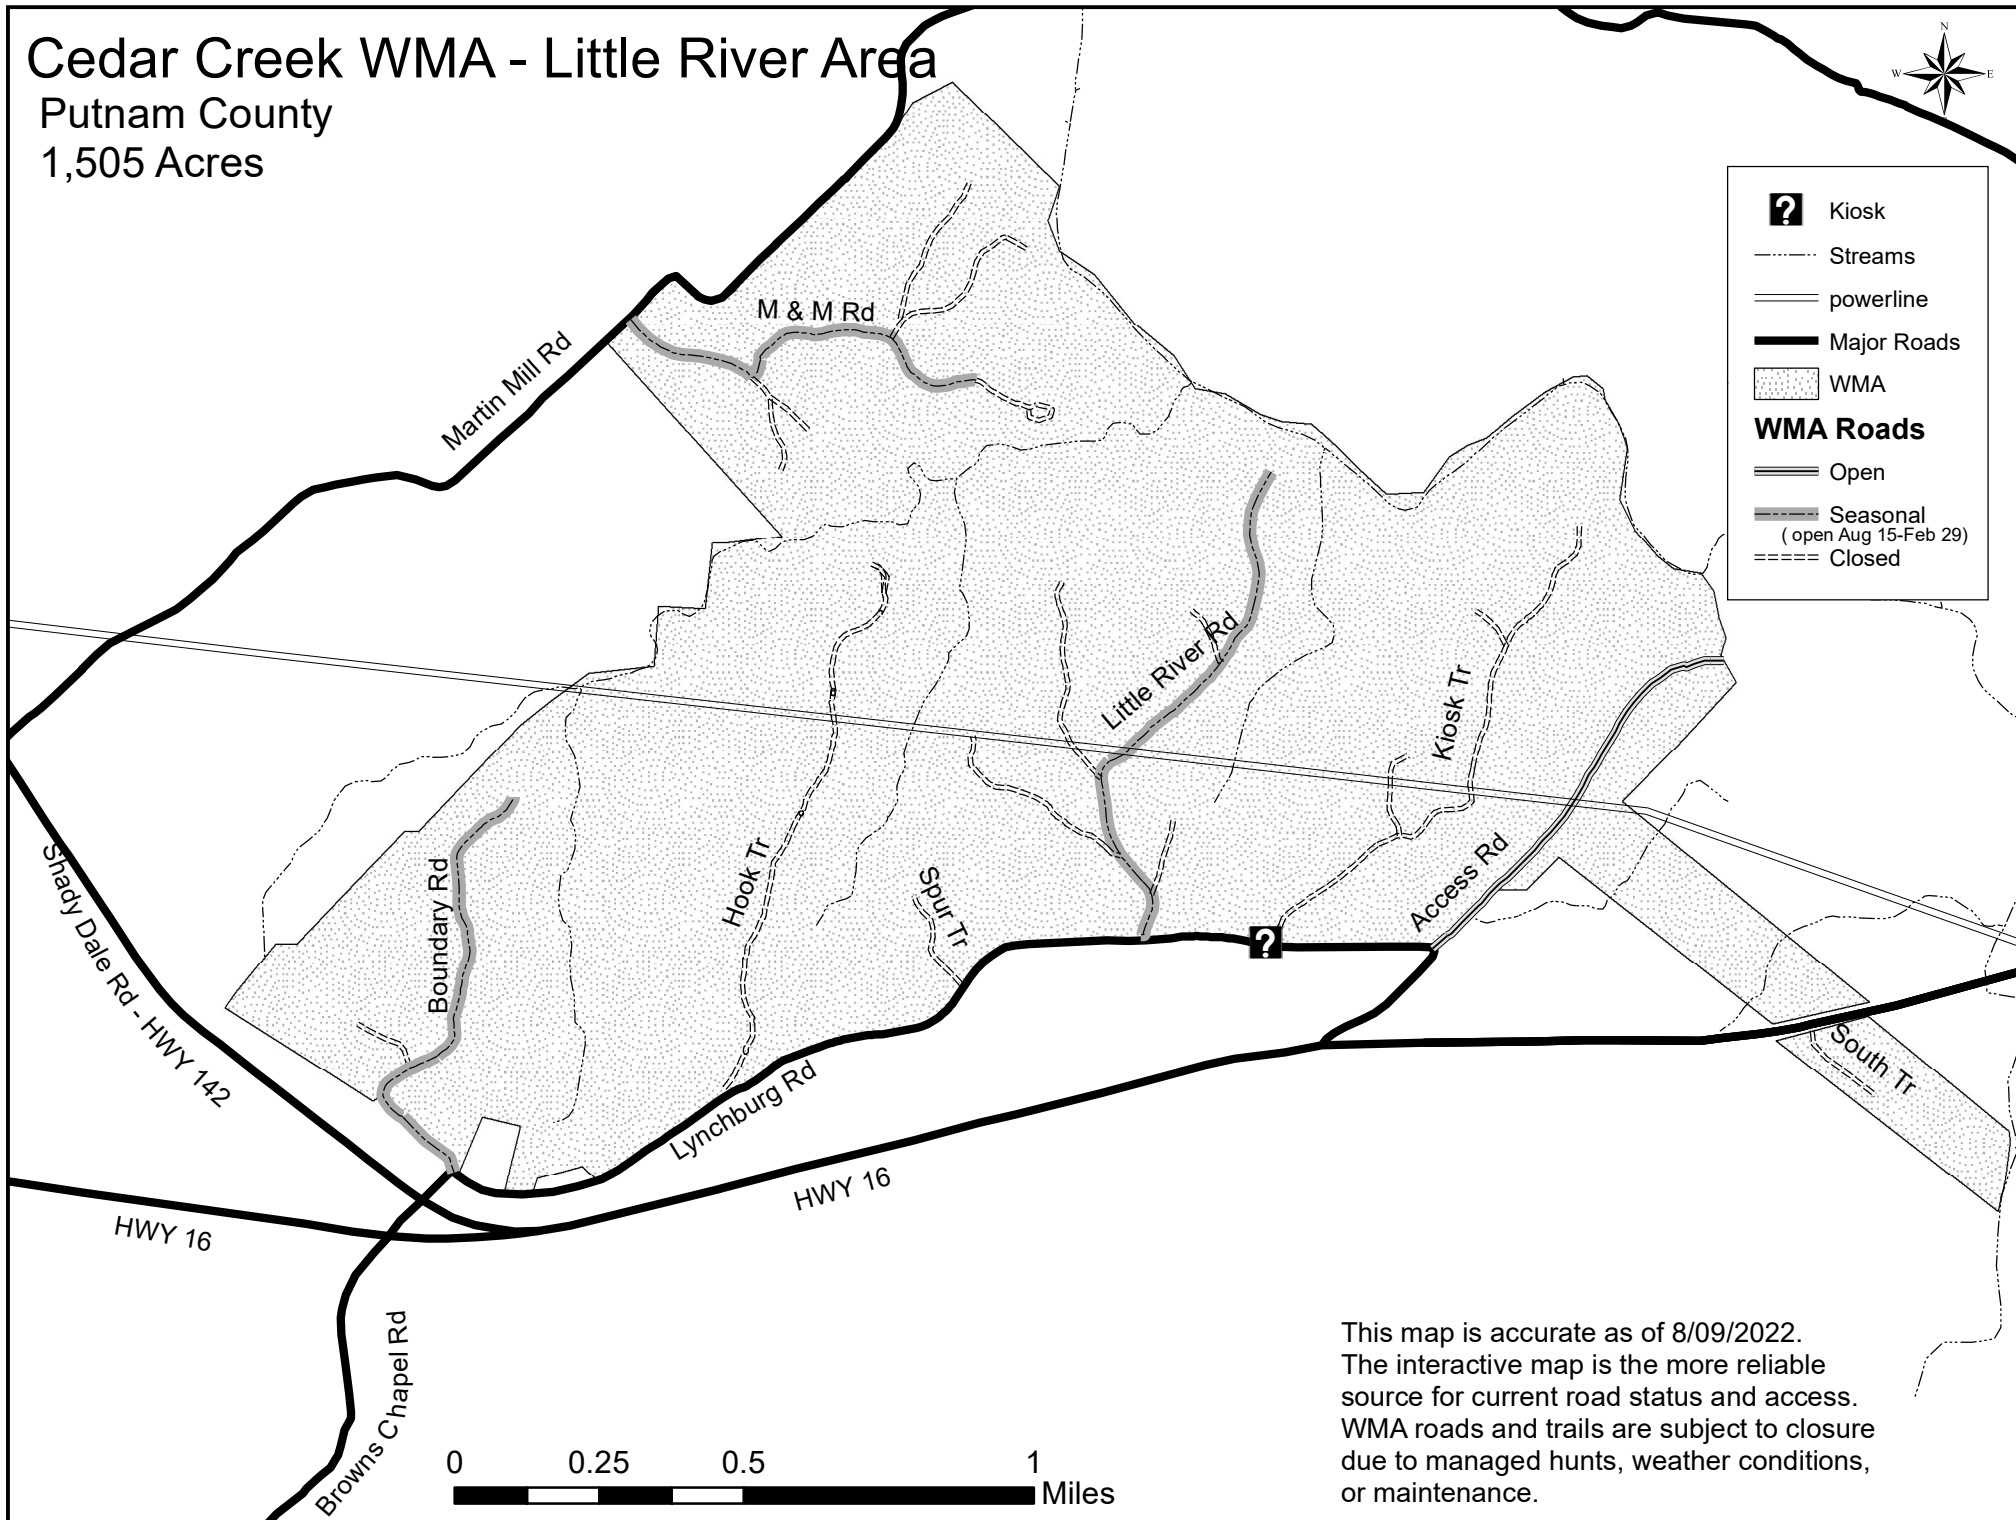 Cedar Creek WMA - Little River Area
Putnam County
1,505 Acres
N
W
E
Kiosk
Streams
powerline
Major Roads
WMA
WMA Roads
Open
Seasonal
( open Aug 15-Feb 29)
Closed
M & M Rd
Martin Mill Rd
Little River Rd
Kiosk Tr
Access Rd
Hook Tr
Spur Tr
Boundary Rd
Shady Dale Rd - HWY 142
South Tr
Lynchburg Rd
HWY 16
HWY 16
Browns Chapel Rd
?
?
0 0.25 0.5 1
Miles
This map is accurate as of 8/09/2022.
The interactive map is the more reliable
source for current road status and access.
WMA roads and trails are subject to closure
due to managed hunts, weather conditions,
or maintenance.